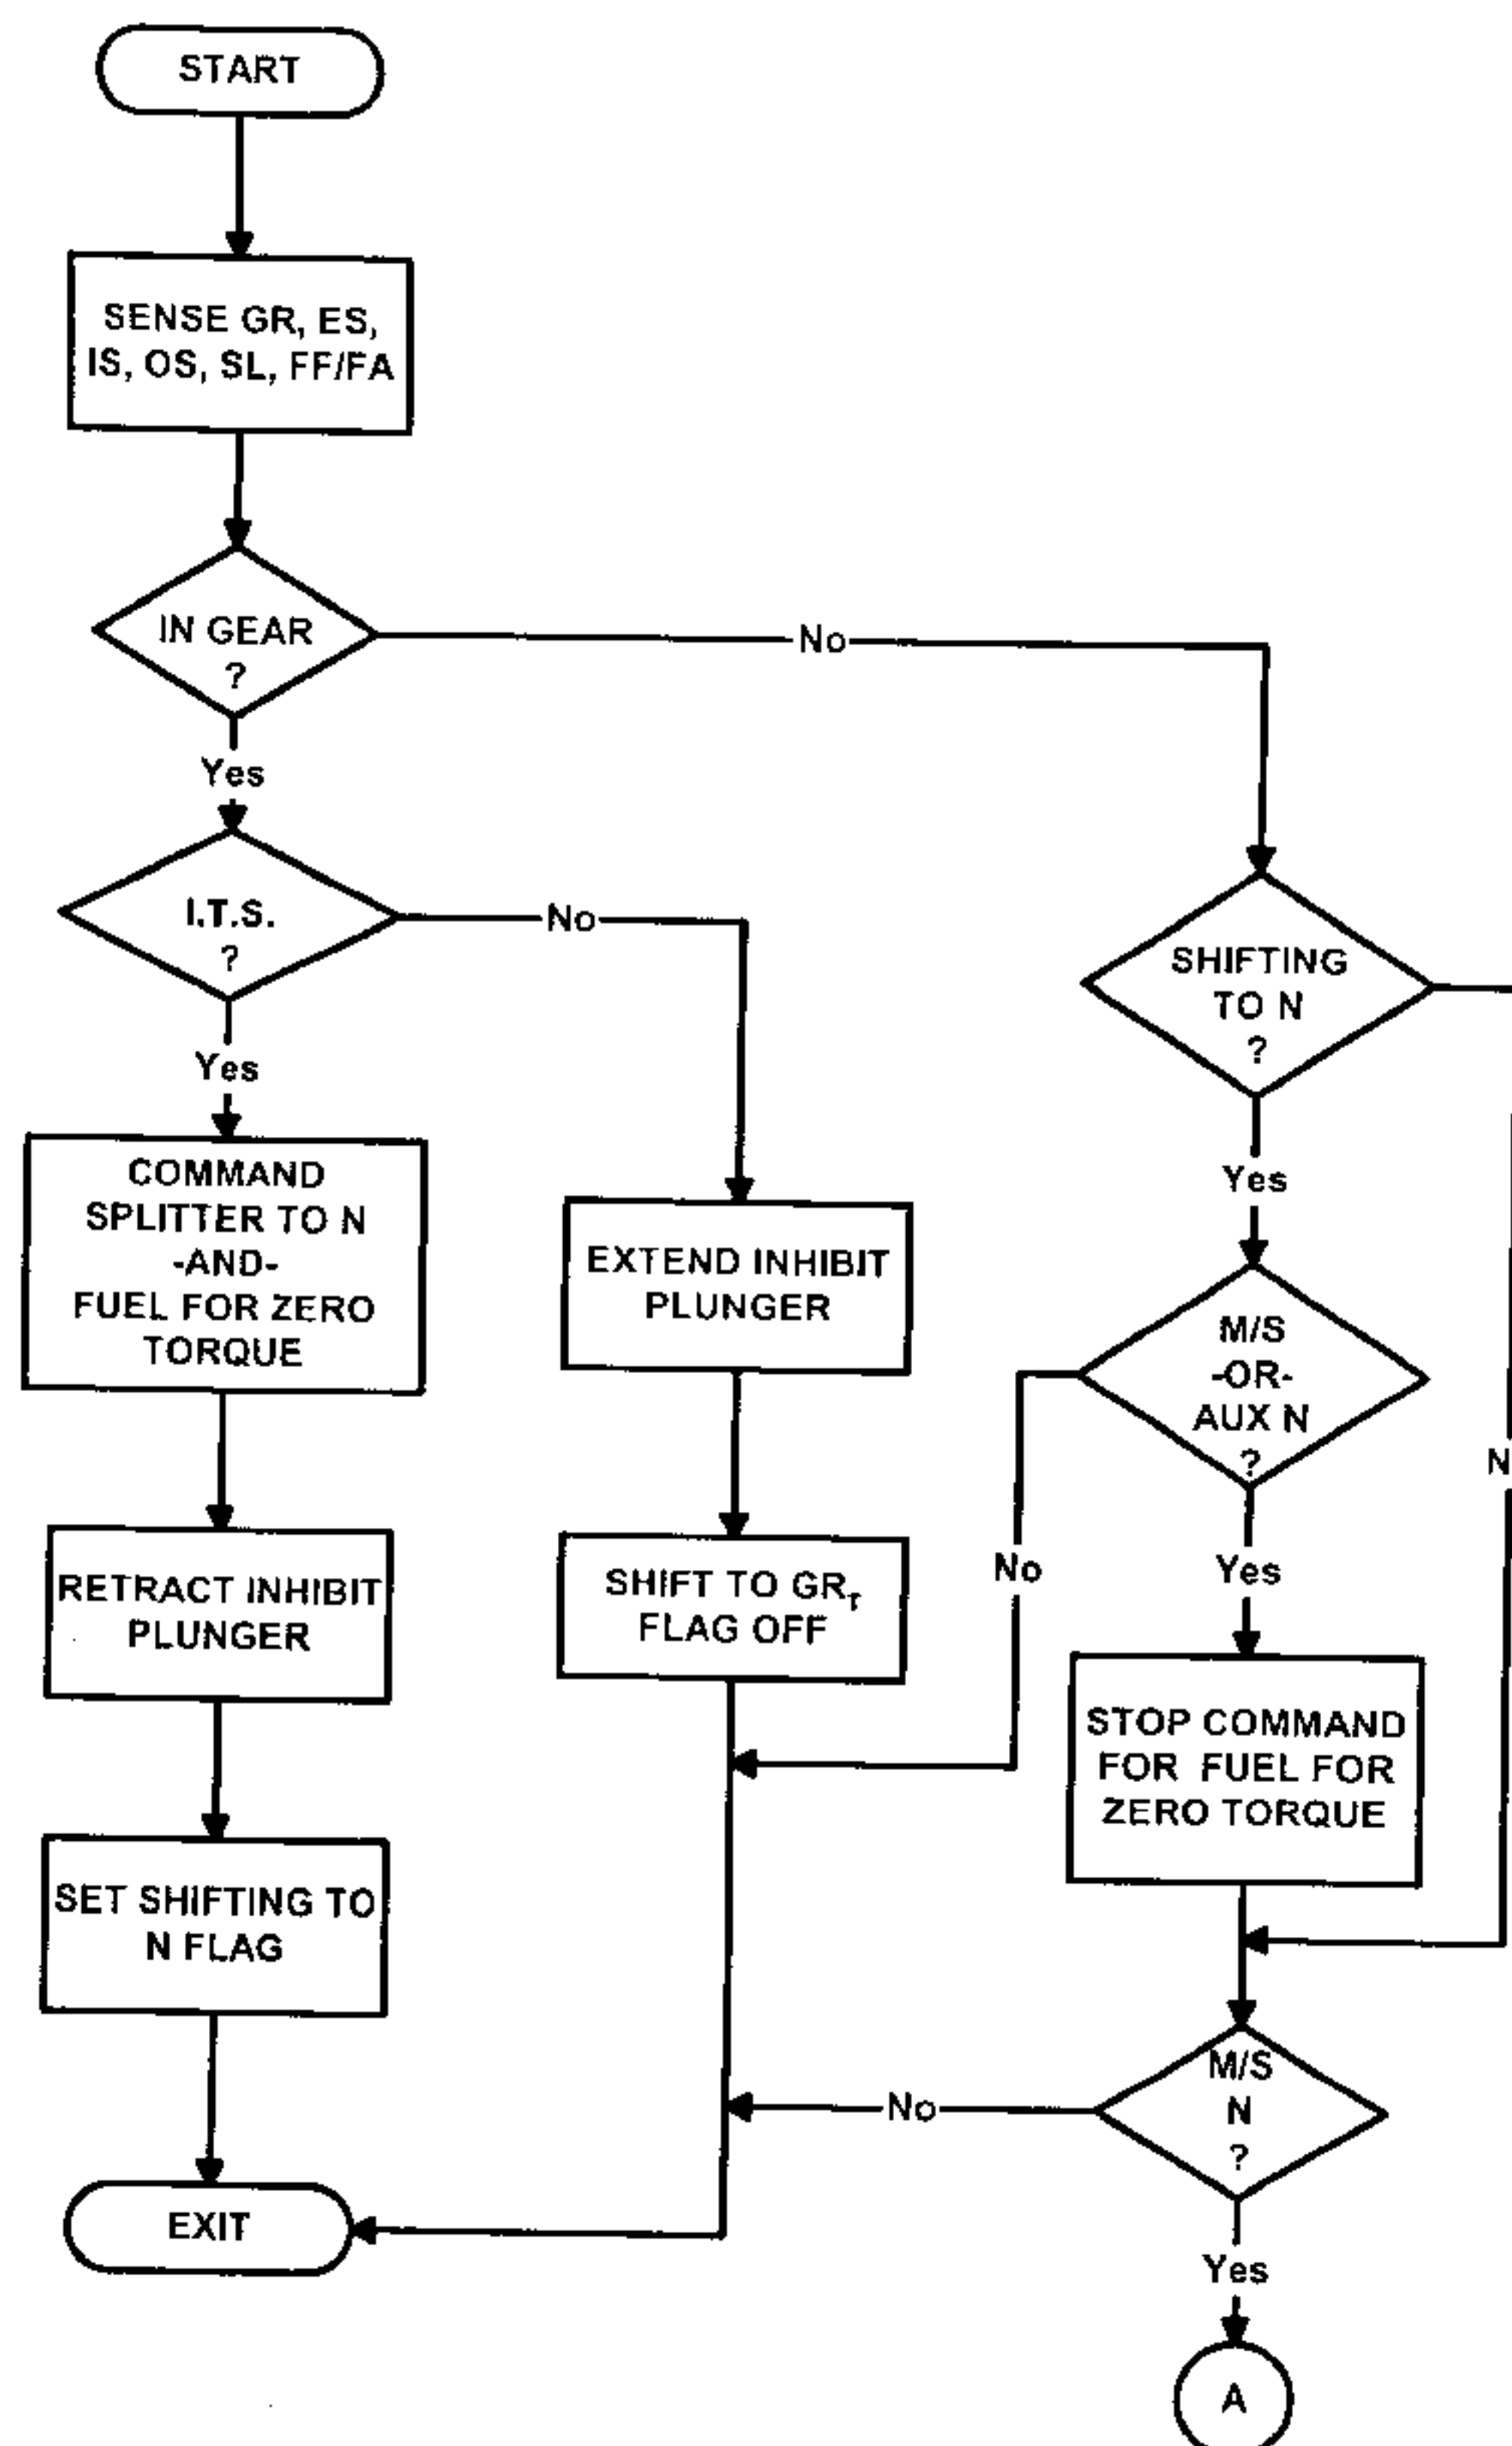 START
SENSE GR, ES,
IS, OS, SL, FF/FA
IN GEAR
?
No
Yes
I.T.S.
?
No
Yes
COMMAND
SPLITTER TO N
-AND-
FUEL FOR ZERO
TORQUE
RETRACT INHIBIT
PLUNGER
SET SHIFTING TO
N FLAG
EXIT
EXTEND INHIBIT
PLUNGER
SHIFT TO GRT
FLAG OFF
SHIFTING
TO N
?
Yes
M/S
-OR-
AUX N
?
No
Yes
STOP COMMAND
FOR FUEL FOR
ZERO TORQUE
N
M/S
N
?
No
Yes
A